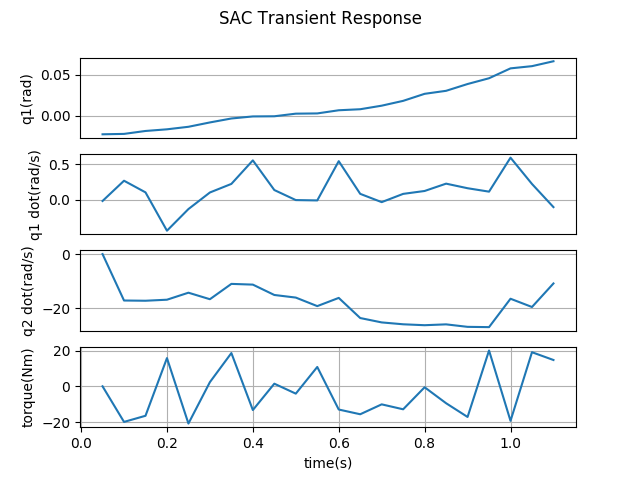 SAC Transient Response
q1(rad)
0.05
0.00
q1 dot(rad/s)
0.5
0.0
q2 dot(rad/s)
0
−20
torque(Nm)
20
0
−20
0.0 0.2 0.4 0.6 0.8 1.0
time(s)